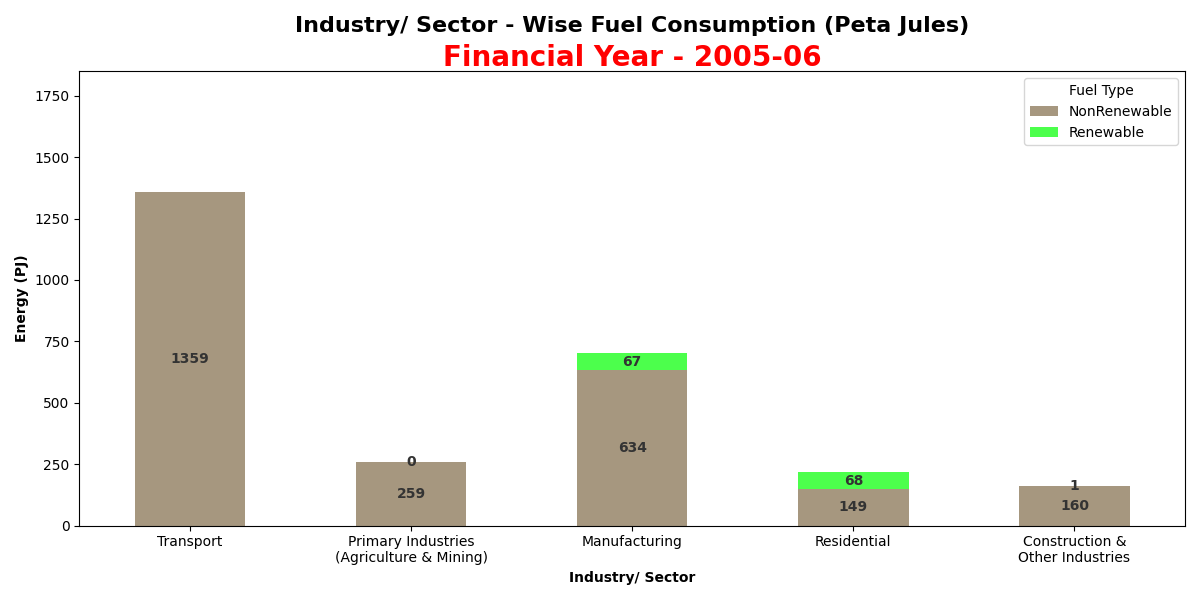 Industry/ Sector - Wise Fuel Consumption (Peta Jules)
Financial Year - 2005-06
Fuel Type
NonRenewable
Renewable
Energy (PJ)
1750
1500
1250
1000
750
500
250
0
1359
0
259
67
634
68
149
1
160
Transport
Primary Industries
(Agriculture & Mining)
Manufacturing
Residential
Construction &
Other Industries
Industry/ Sector